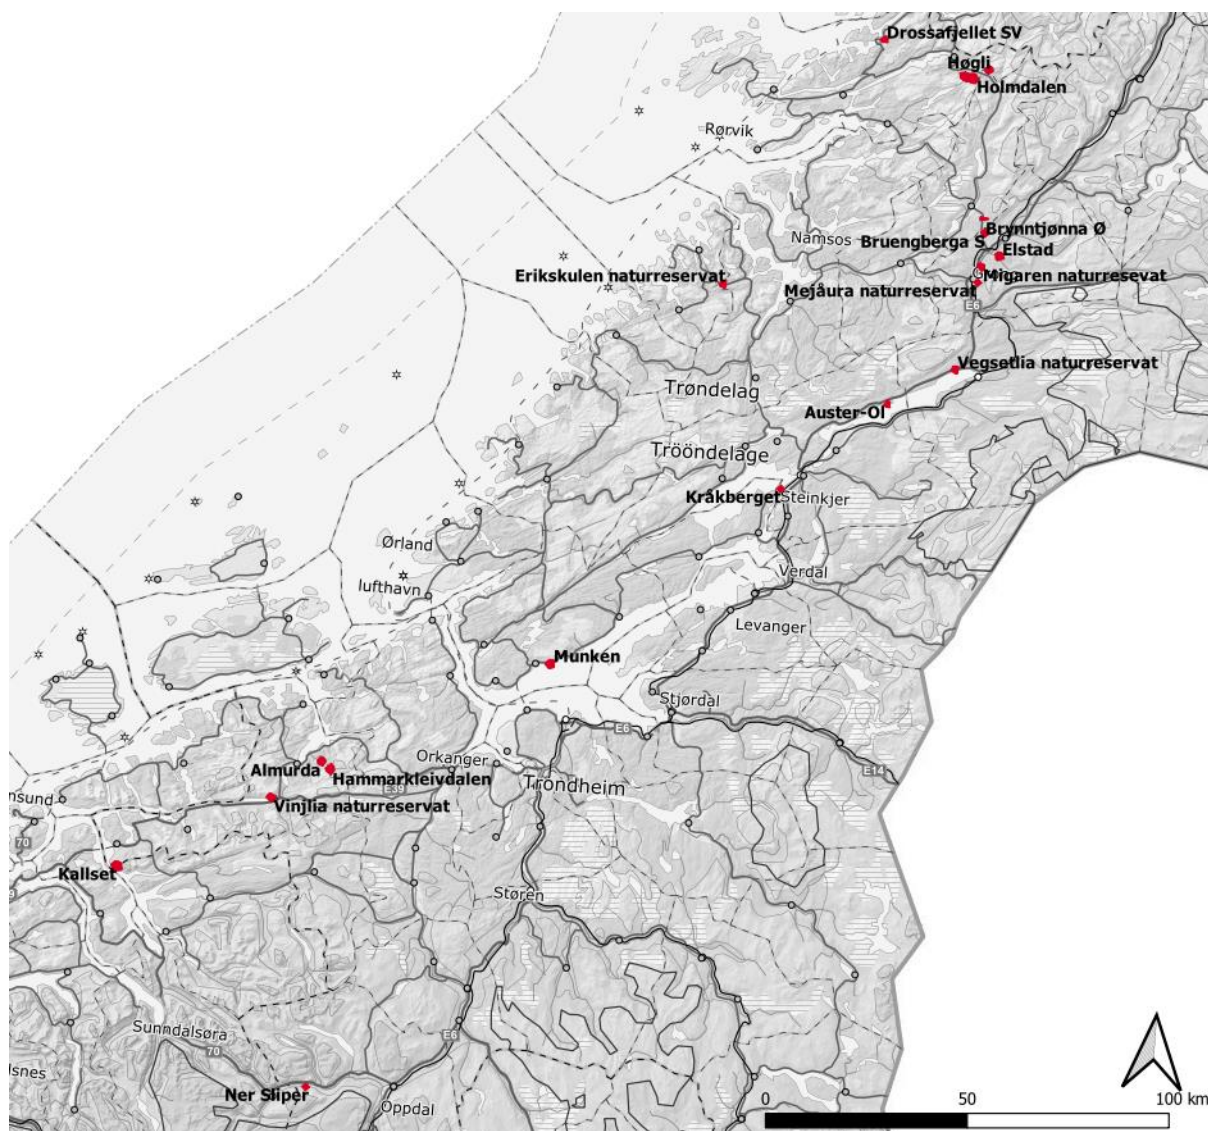 Drossafjellet SV
Høgli
Holmdalen
Rørvik
Namsos
Brynntjønna Ø
Bruengberga S
Elstad
Erikskulen naturreservat
Migaren naturresevat
Mejåura naturreservat
E6
Vegsetlia naturreservat
Trøndelag
Auster-Ol
Trööndelage
Kråkberget
Steinkjer
Ørland
lufthavn
Verdal
Levanger
Munken
Stjørdal
E6
Orkanger
Almurda
Hammarkleivdalen
E39
Trondheim
E14
Vinjlia naturreservat
nsund
70
Kallset
Støren
Sunndalsøra
70
E6
lsnes
Ner Sliper
Oppdal
0 50 100 km